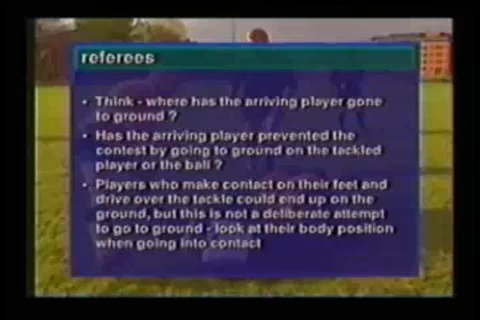 referees
• Think - where has the arriving player gone
to ground ?
• Has the arriving player prevented the
contest by going to ground on the tackled
player or the ball ?
• Players who make contact on their feet and
drive over the tackle could end up on the
ground, but this is not a deliberate attempt
to go to ground - look at their body position
when going into contact